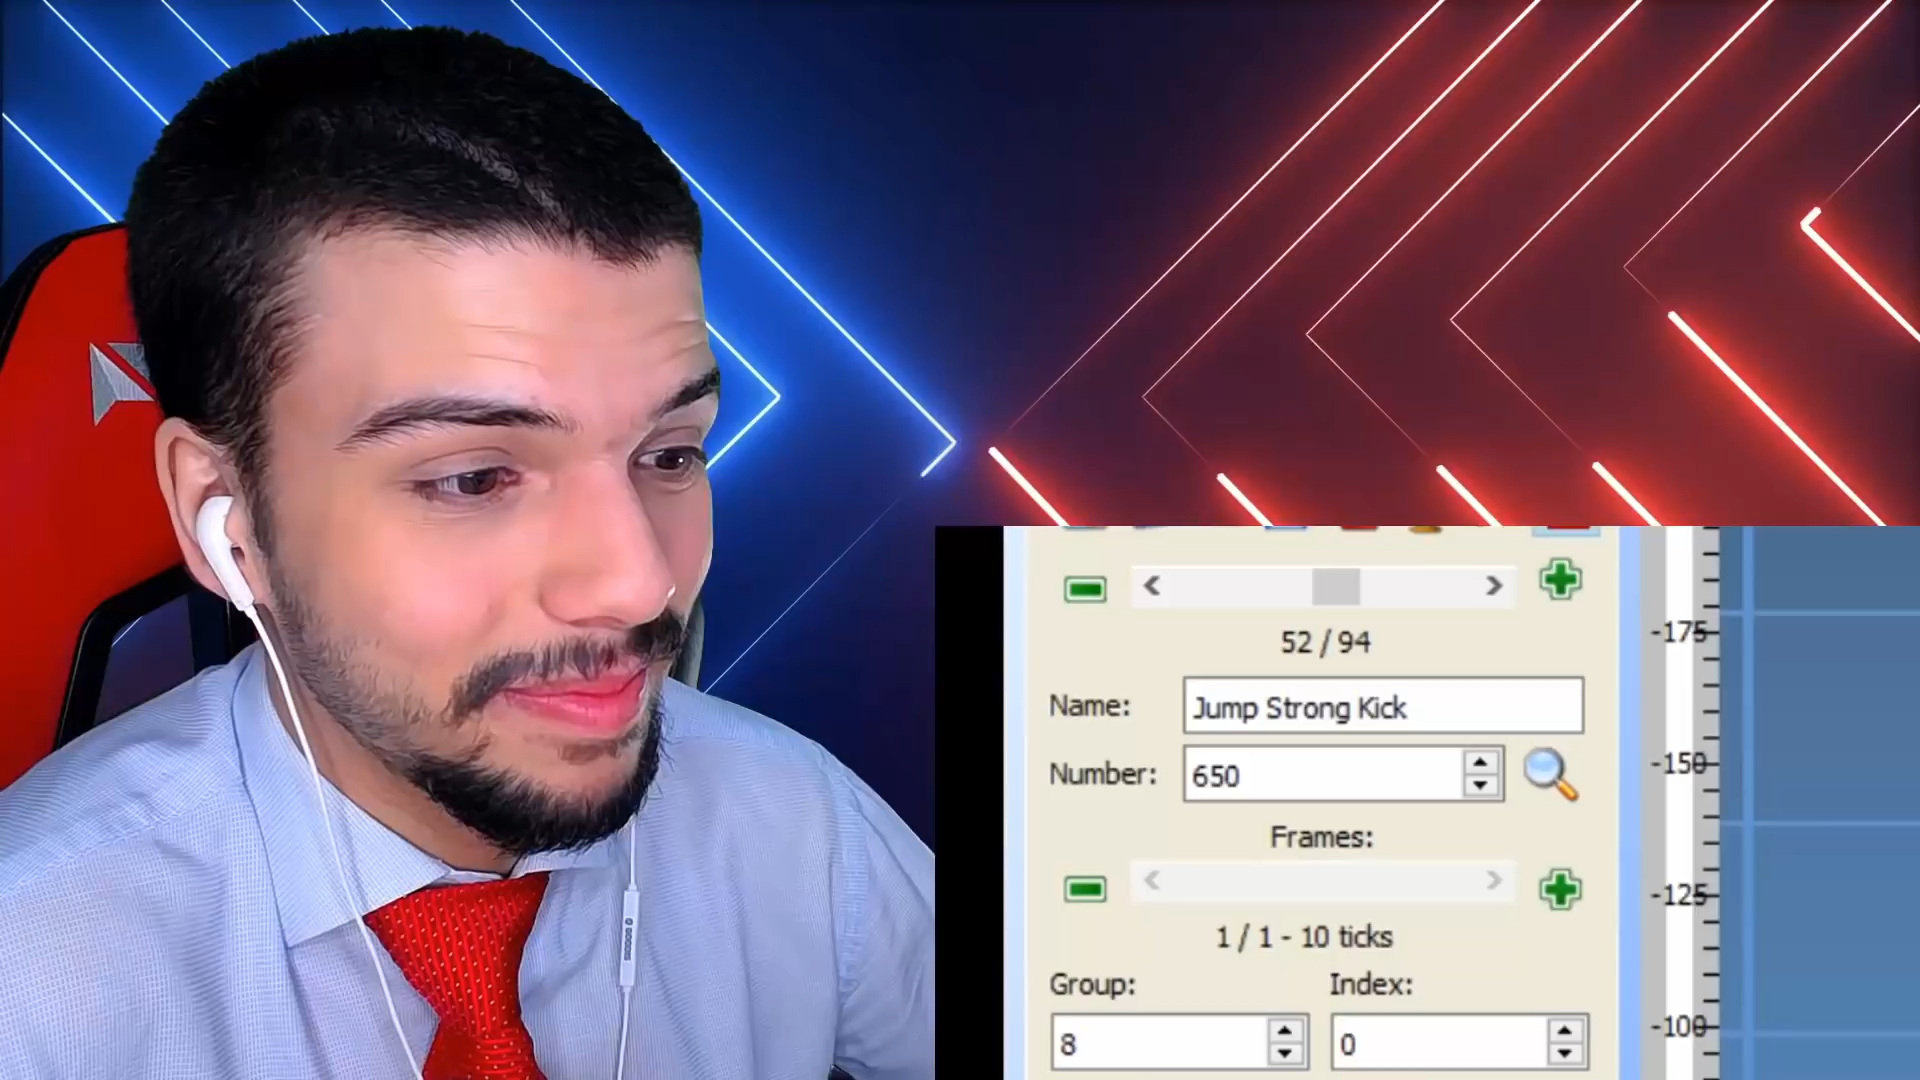 52 / 94
Name: Jump Strong Kick
Number: 650
Frames:
1 / 1 - 10 ticks
Group: Index:
8 0
-175
-150
-125
-100